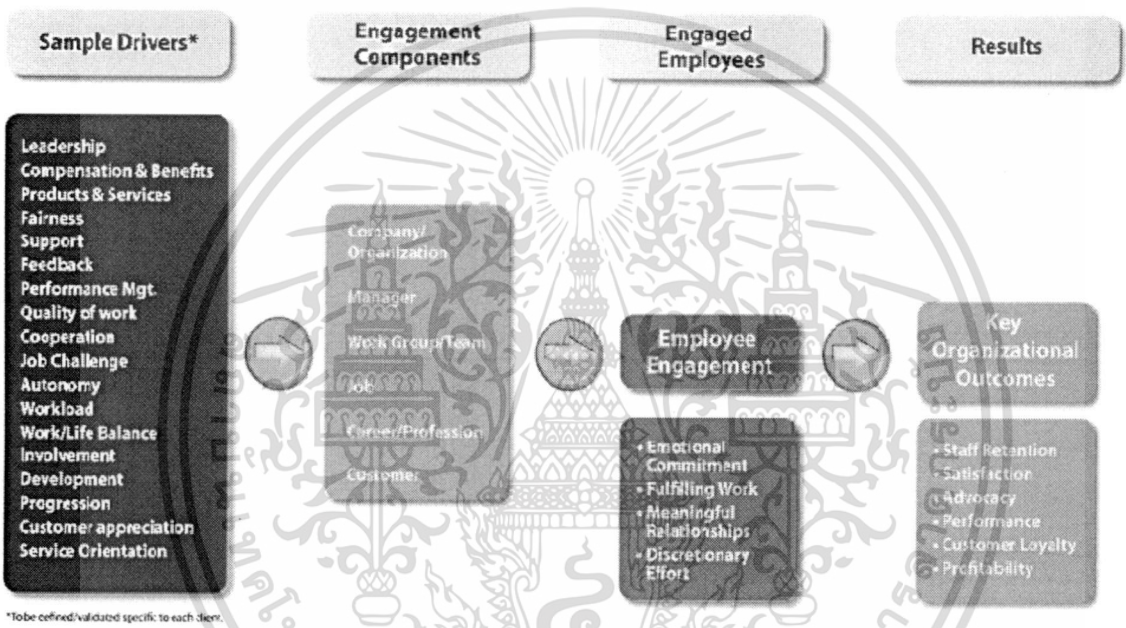 Sample Drivers*
Engagement
Components
Engaged
Employees
Results
Leadership
Compensation & Benefits
Products & Services
Fairness
Support
Feedback
Performance Mgt.
Quality of work
Cooperation
Job Challenge
Autonomy
Workload
Work/Life Balance
Involvement
Development
Progression
Customer appreciation
Service Orientation
Company/
Organization
Manager
Work Group/Team
Job
Career/Profession
Customer
Employee
Engagement
• Emotional
Commitment
• Fulfilling Work
• Meaningful
Relationships
• Discretionary
Effort
Key
Organizational
Outcomes
• Staff Retention
• Satisfaction
• Advocacy
• Performance
• Customer Loyalty
• Profitability
*To be defined/validated specific to each client.